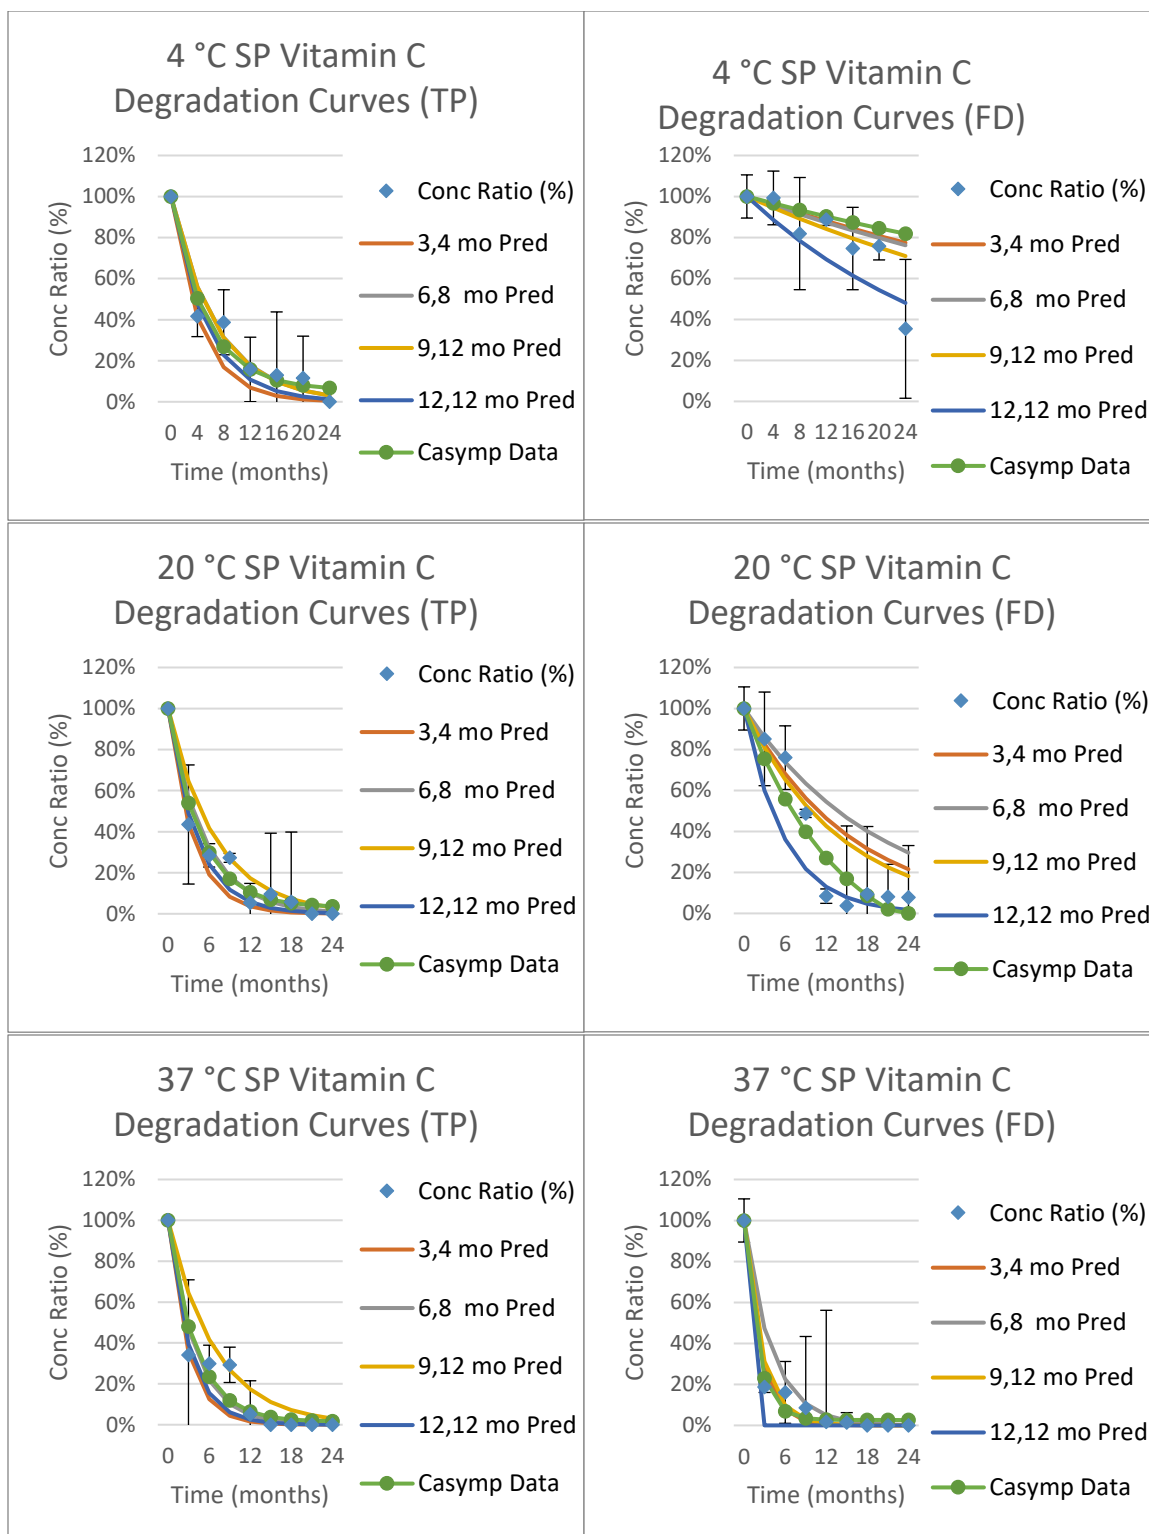 4 °C SP Vitamin C
Degradation Curves (TP)
120%
100%
80%
60%
40%
20%
0%
Conc Ratio (%)
0 4 8 12 16 20 24
Time (months)
Conc Ratio (%)
3,4 mo Pred
6,8 mo Pred
9,12 mo Pred
12,12 mo Pred
Casymp Data
4 °C SP Vitamin C
Degradation Curves (FD)
120%
100%
80%
60%
40%
20%
0%
Conc Ratio (%)
0 4 8 12 16 20 24
Time (months)
Conc Ratio (%)
3,4 mo Pred
6,8 mo Pred
9,12 mo Pred
12,12 mo Pred
Casymp Data
20 °C SP Vitamin C
Degradation Curves (TP)
120%
100%
80%
60%
40%
20%
0%
Conc Ratio (%)
0 6 12 18 24
Time (months)
Conc Ratio (%)
3,4 mo Pred
6,8 mo Pred
9,12 mo Pred
12,12 mo Pred
Casymp Data
20 °C SP Vitamin C
Degradation Curves (FD)
120%
100%
80%
60%
40%
20%
0%
Conc Ratio (%)
0 6 12 18 24
Time (months)
Conc Ratio (%)
3,4 mo Pred
6,8 mo Pred
9,12 mo Pred
12,12 mo Pred
Casymp Data
37 °C SP Vitamin C
Degradation Curves (TP)
120%
100%
80%
60%
40%
20%
0%
Conc Ratio (%)
0 6 12 18 24
Time (months)
Conc Ratio (%)
3,4 mo Pred
6,8 mo Pred
9,12 mo Pred
12,12 mo Pred
Casymp Data
37 °C SP Vitamin C
Degradation Curves (FD)
120%
100%
80%
60%
40%
20%
0%
Conc Ratio (%)
0 6 12 18 24
Time (months)
Conc Ratio (%)
3,4 mo Pred
6,8 mo Pred
9,12 mo Pred
12,12 mo Pred
Casymp Data